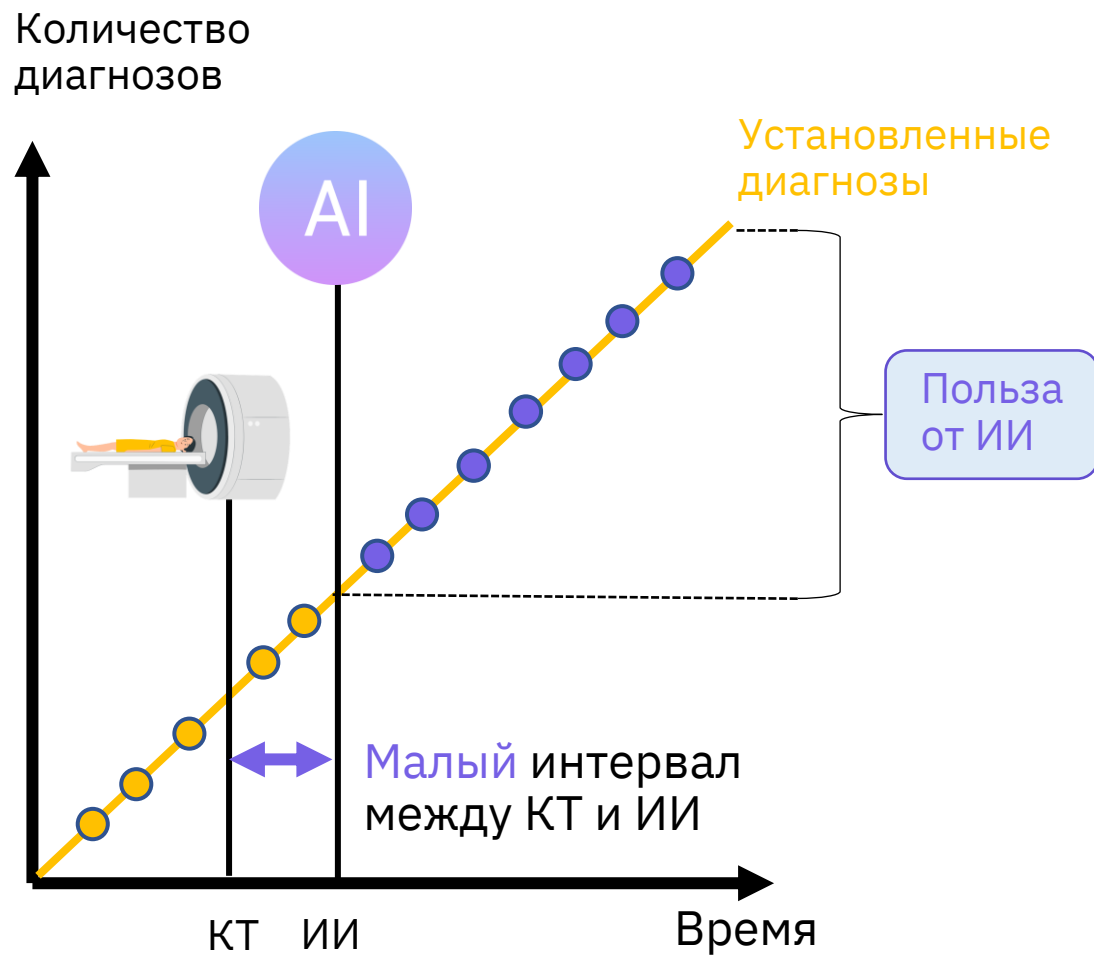 Количество
диагнозов
AI
Установленные
диагнозы
Польза
от ИИ
Малый интервал
между КТ и ИИ
КТ
ИИ
Время